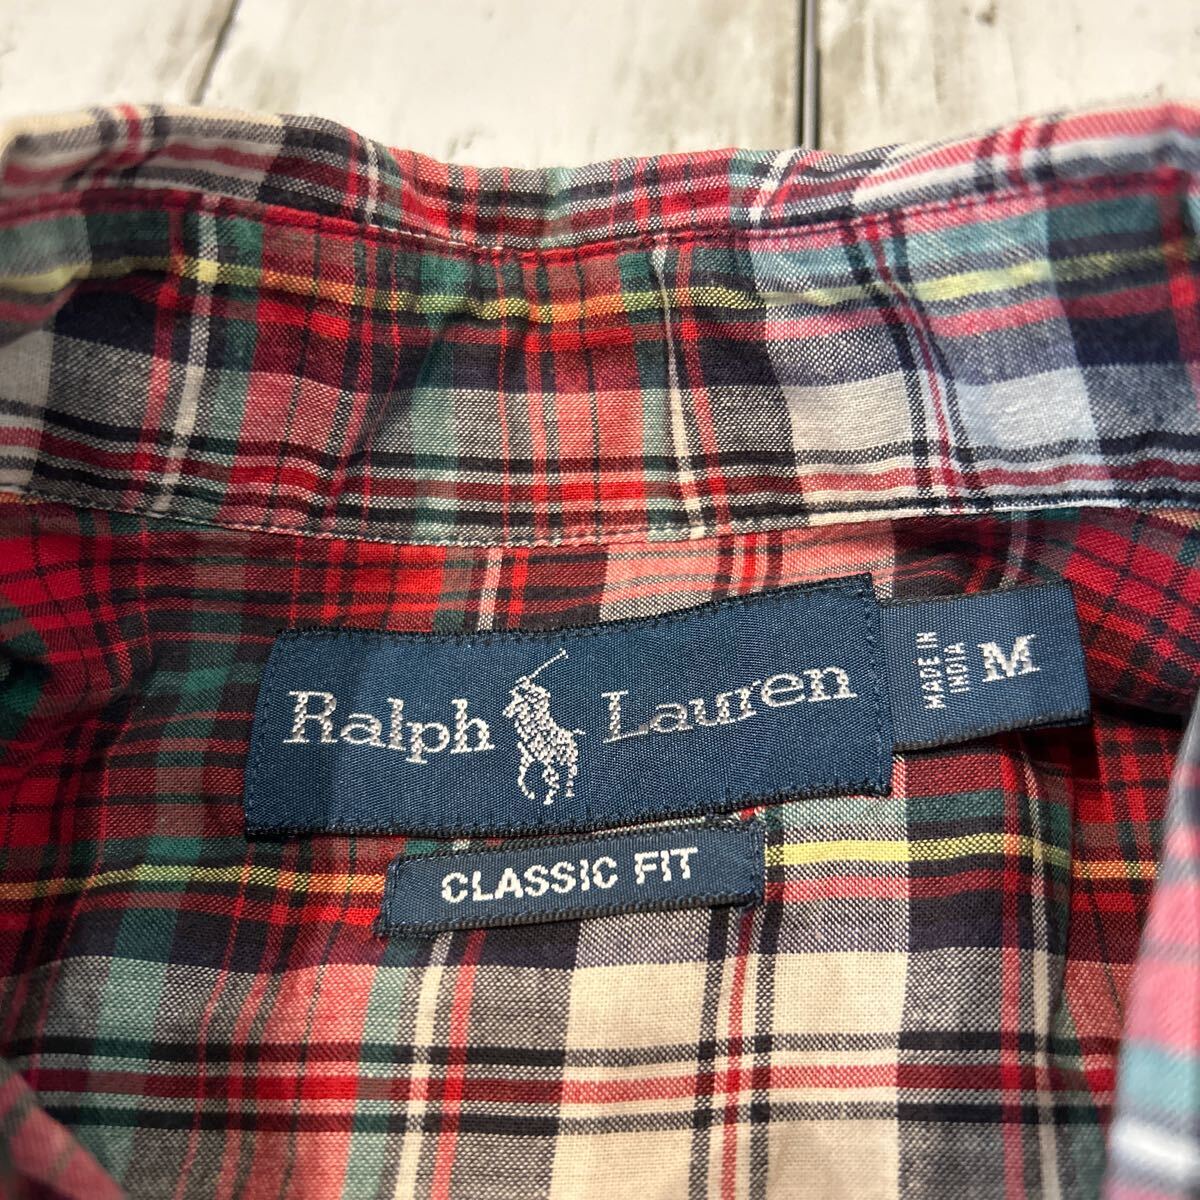 Ralph Lauren
MADE IN
INDIA
M
CLASSIC FIT